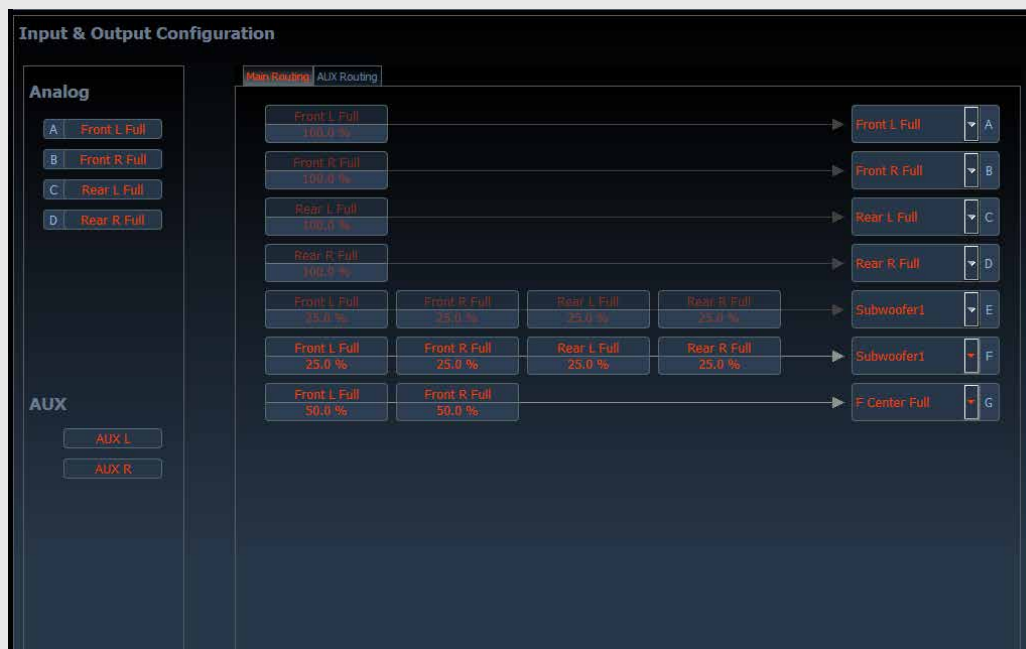 Input & Output Configuration
Analog
A Front L Full
B Front R Full
C Rear L Full
D Rear R Full
AUX
AUX L
AUX R
Main Routing AUX Routing
Front L Full
100.0 %
Front L Full A
Front R Full
100.0 %
Front R Full B
Rear L Full
100.0 %
Rear L Full C
Rear R Full
100.0 %
Rear R Full D
Front L Full Front R Full Rear L Full Rear R Full
25.0 % 25.0 % 25.0 % 25.0 %
Subwoofer1 E
Front L Full Front R Full Rear L Full Rear R Full
25.0 % 25.0 % 25.0 % 25.0 %
Subwoofer1 F
Front L Full Front R Full
50.0 % 50.0 %
F Center Full G